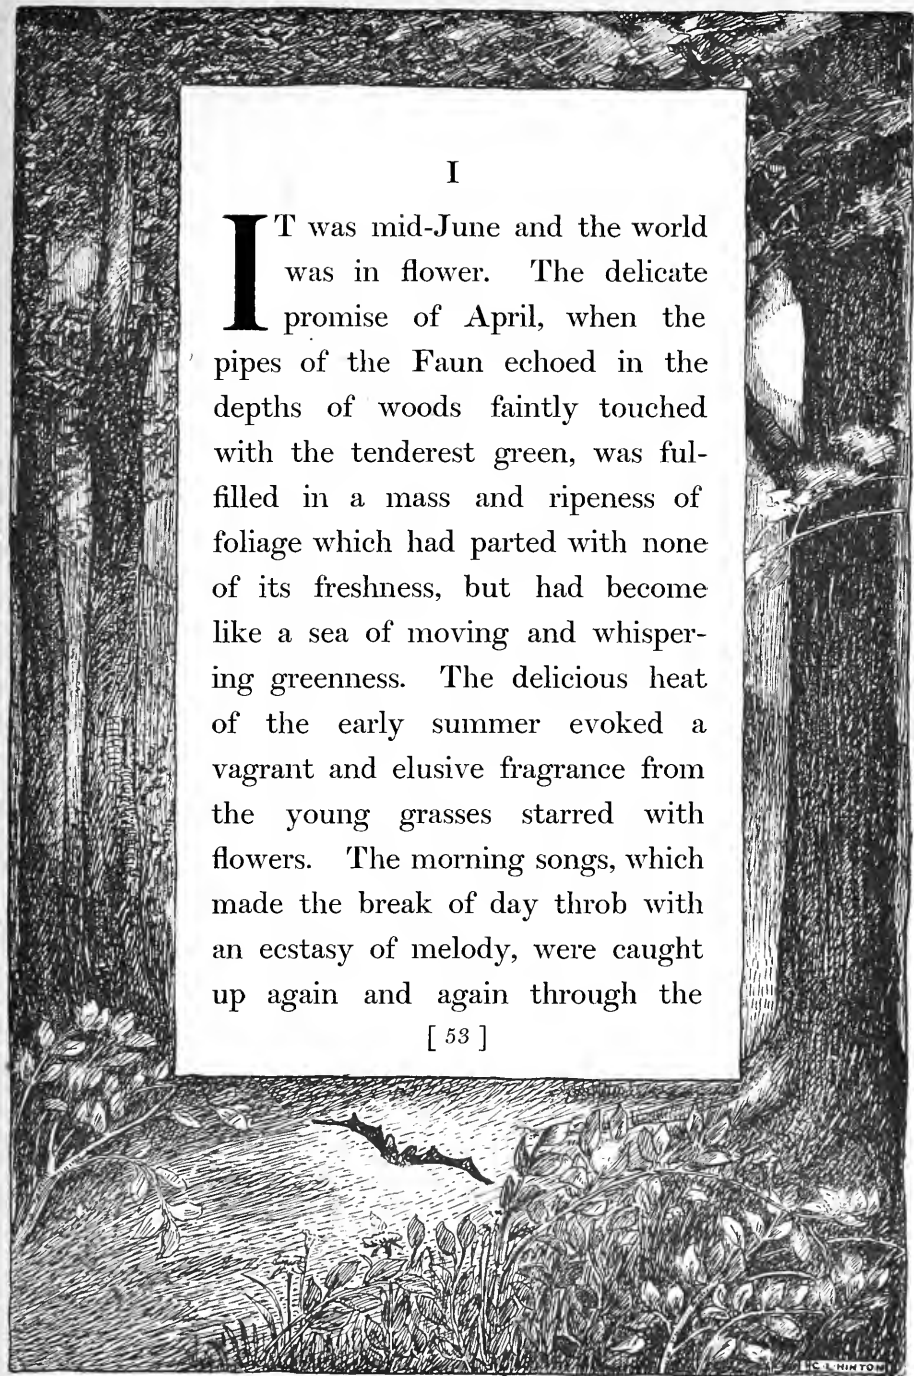 I
IT was mid-June and the world
was in flower. The delicate
promise of April, when the
pipes of the Faun echoed in the
depths of woods faintly touched
with the tenderest green, was ful-
filled in a mass and ripeness of
foliage which had parted with none
of its freshness, but had become
like a sea of moving and whisper-
ing greenness. The delicious heat
of the early summer evoked a
vagrant and elusive fragrance from
the young grasses starred with
flowers. The morning songs, which
made the break of day throb with
an ecstasy of melody, were caught
up again and again through the
[ 53 ]
C. L. HINTON